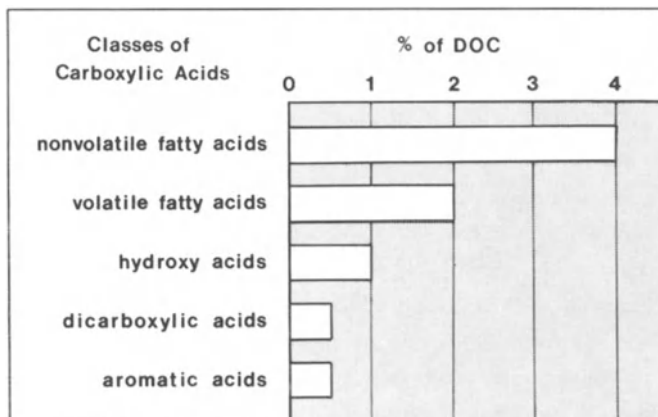 Classes of
Carboxylic Acids
% of DOC
0 1 2 3 4
nonvolatile fatty acids
volatile fatty acids
hydroxy acids
dicarboxylic acids
aromatic acids